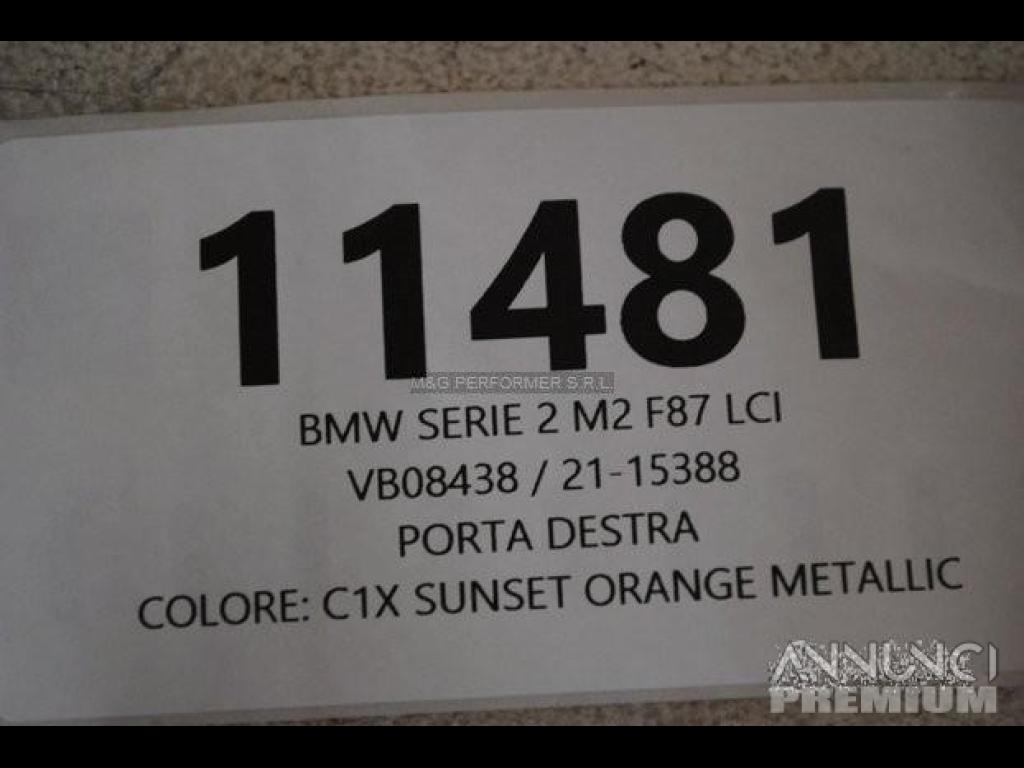 11481
M&G PERFORMER S.R.L.
BMW SERIE 2 M2 F87 LCI
VB08438 / 21-15388
PORTA DESTRA
COLORE: C1X SUNSET ORANGE METALLIC
ANNUNCI
PREMIUM